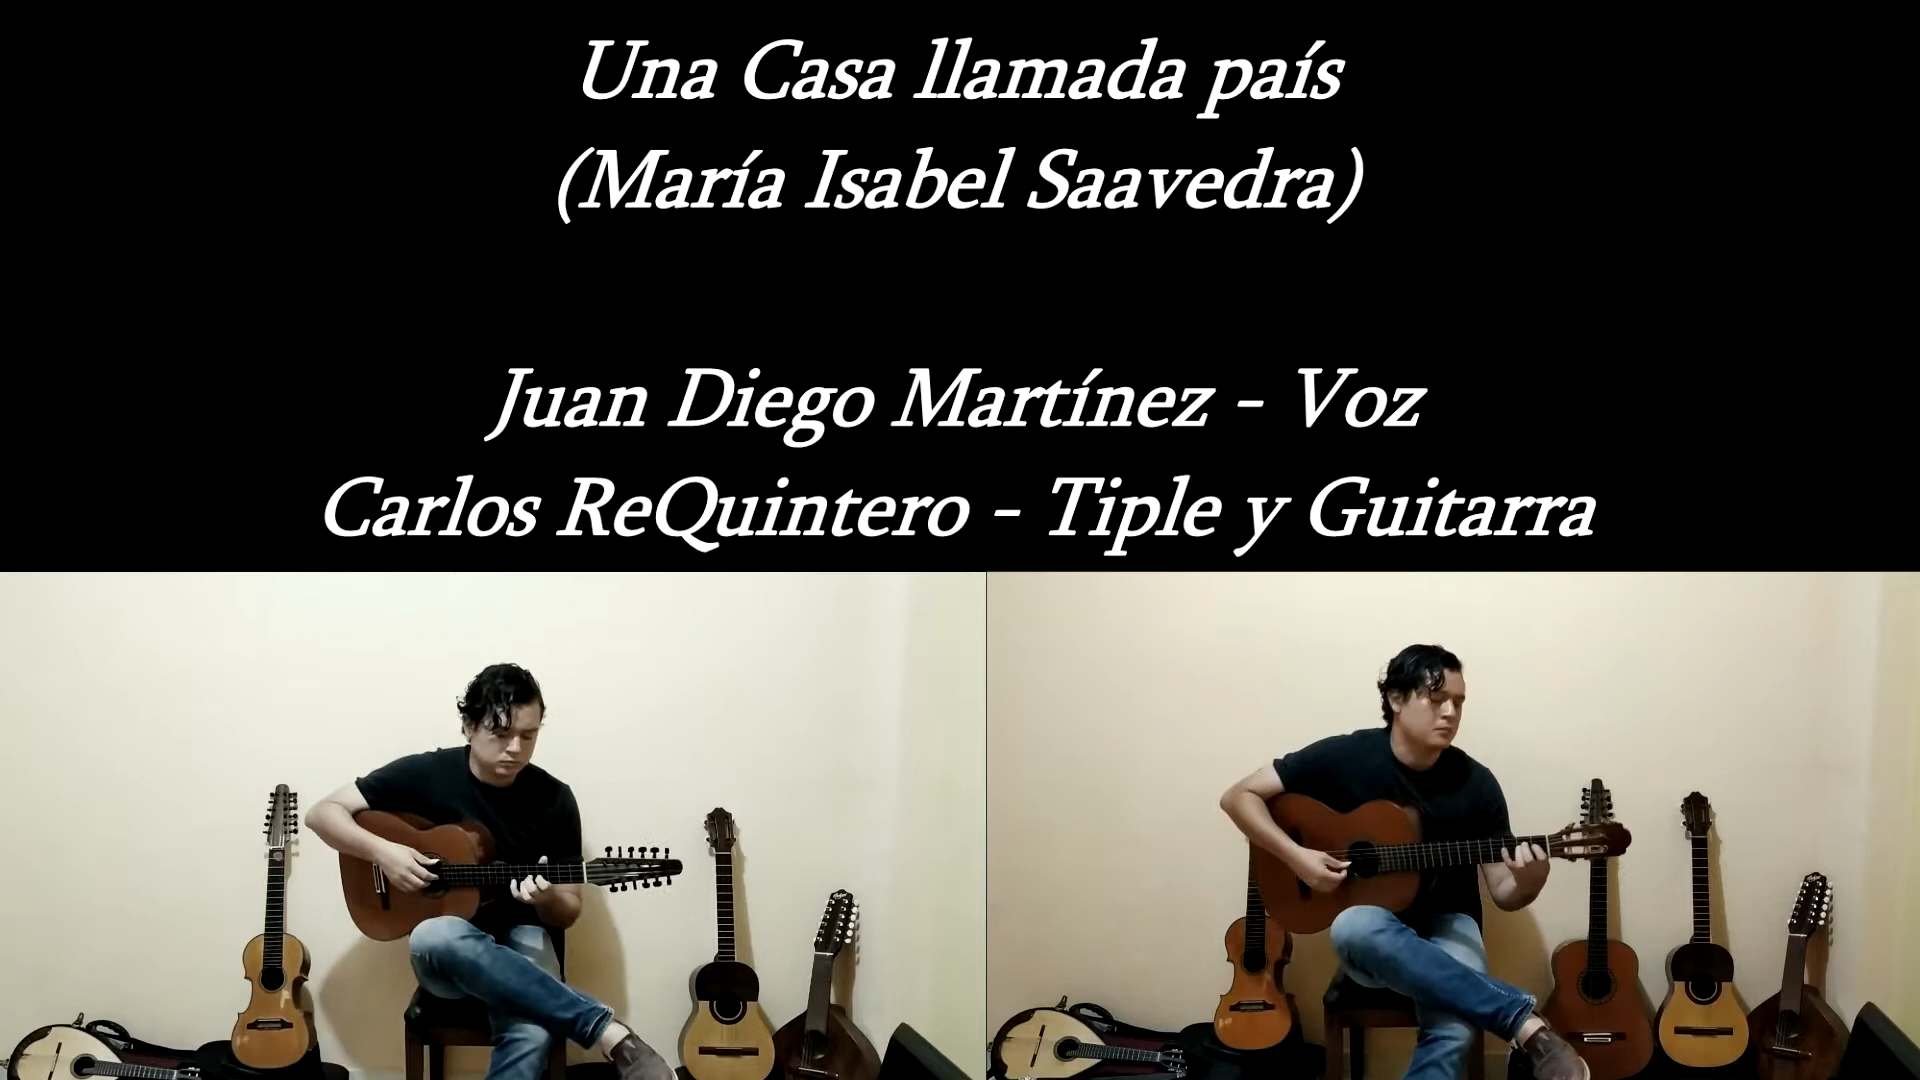 Una Casa llamada país
(María Isabel Saavedra)
Juan Diego Martínez - Voz
Carlos ReQuintero - Tiple y Guitarra